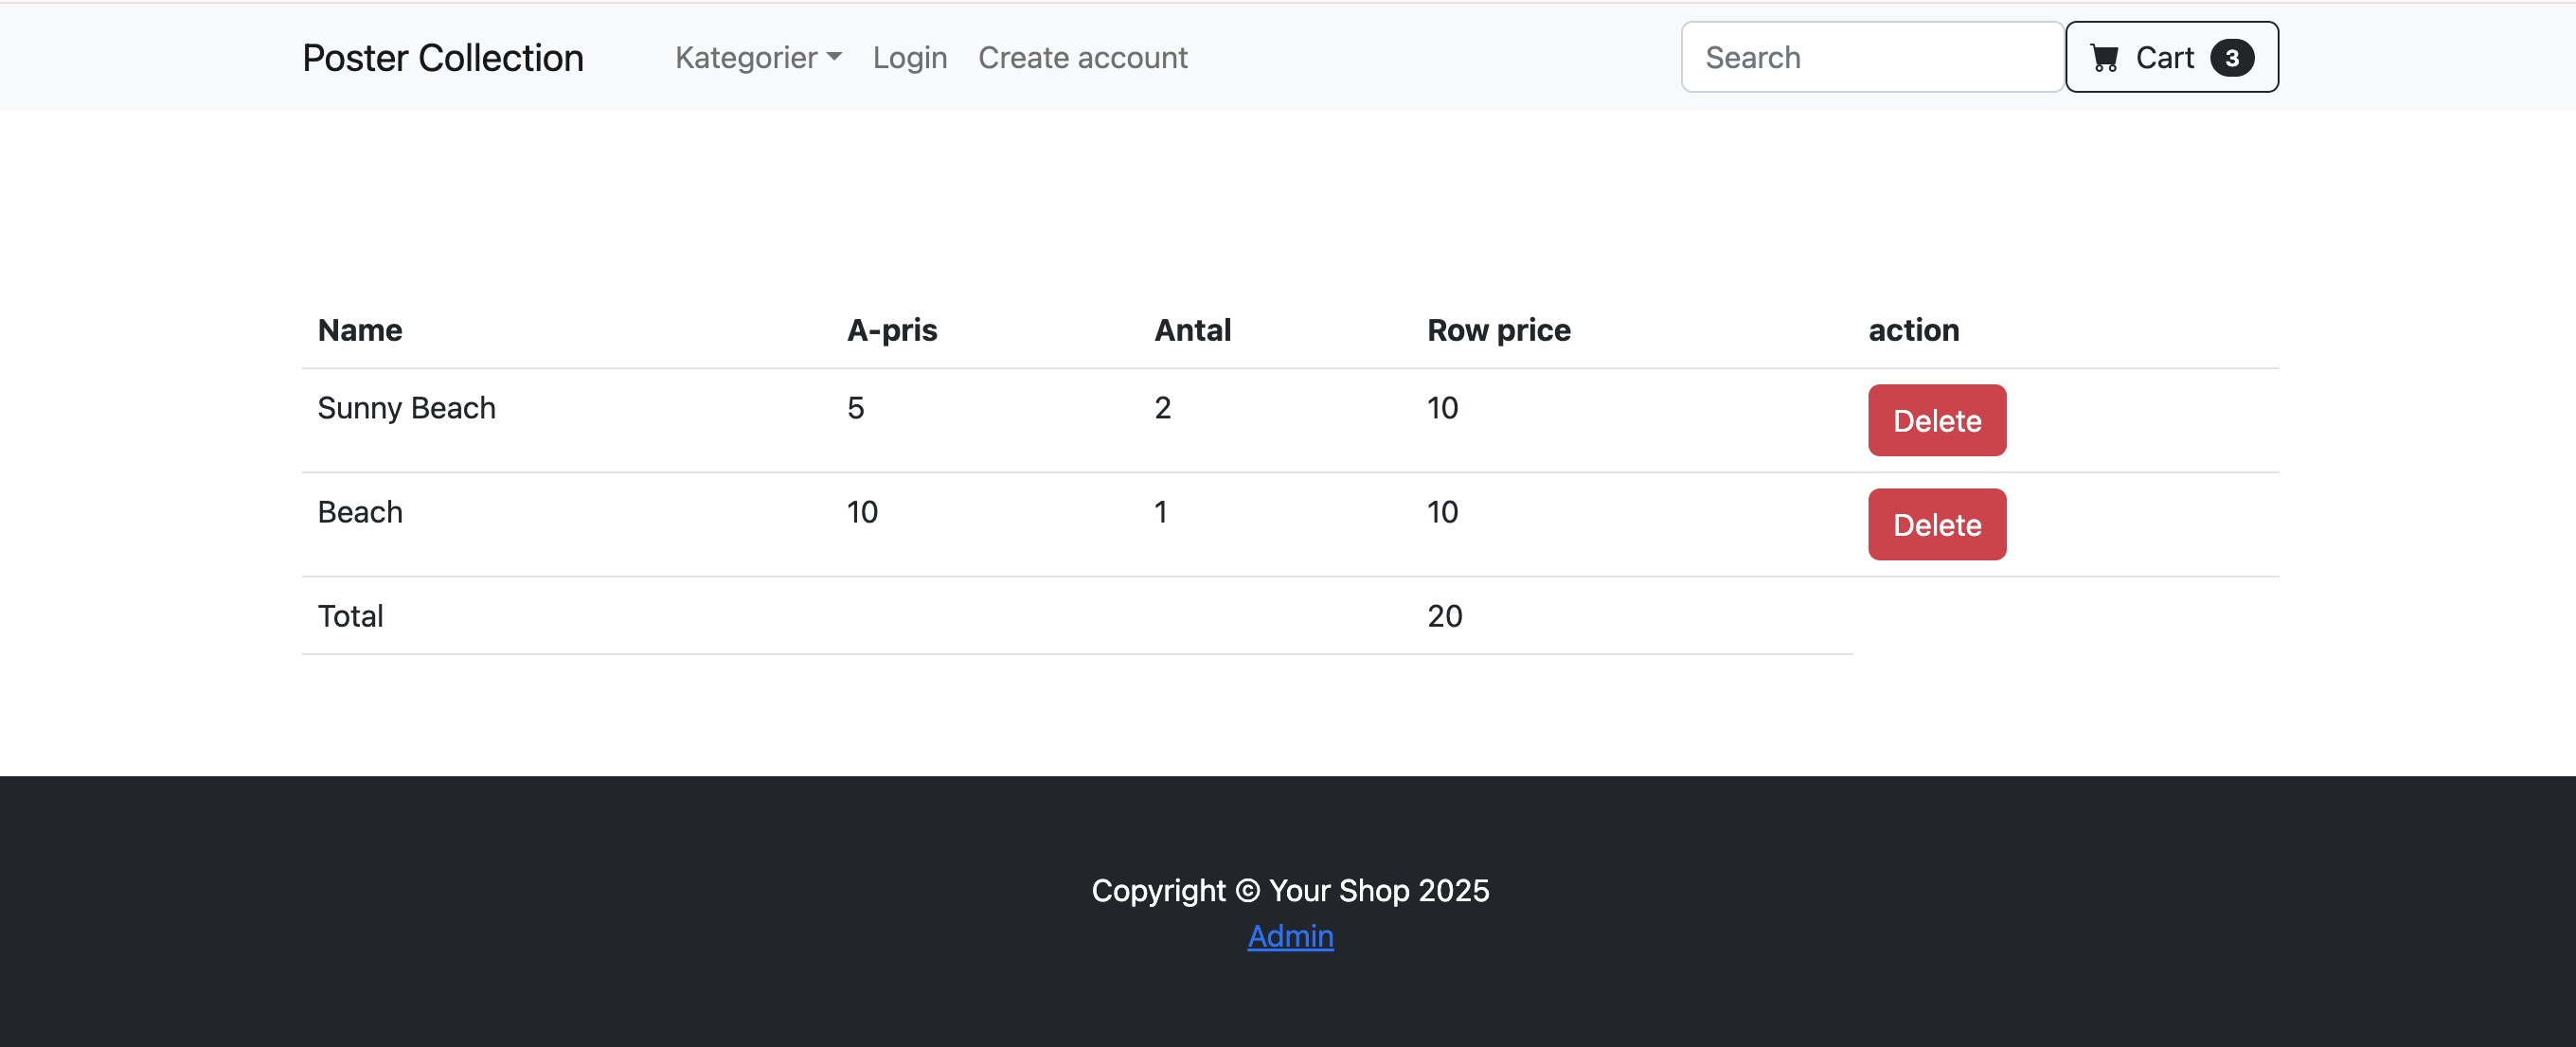 Poster Collection Kategorier Login Create account Search Cart 3
Name A-pris Antal Row price action
Sunny Beach 5 2 10 Delete
Beach 10 1 10 Delete
Total 20
Copyright © Your Shop 2025
Admin